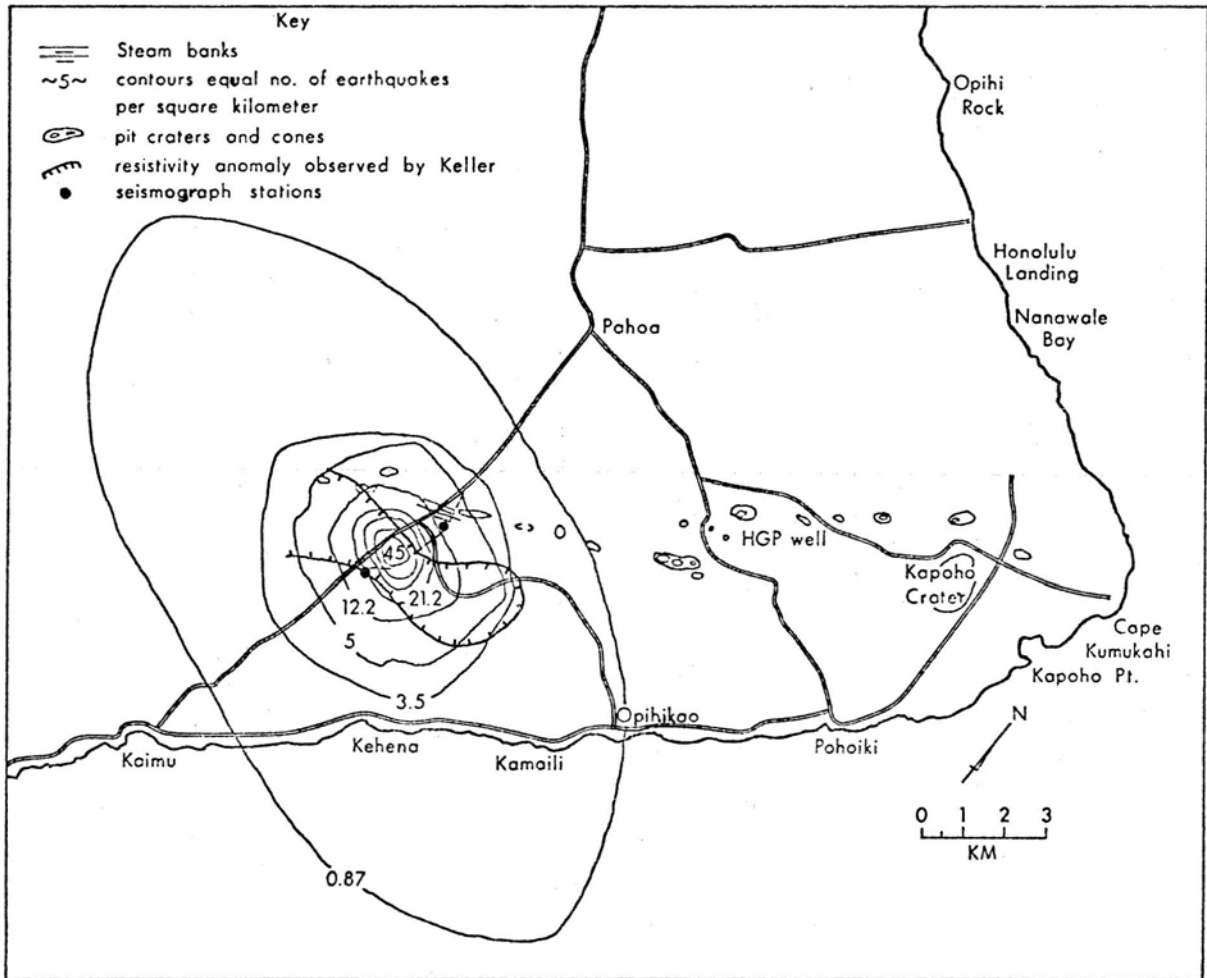 Key
Steam banks
~5~ contours equal no. of earthquakes
per square kilometer
pit craters and cones
resistivity anomaly observed by Keller
seismograph stations
Opihi
Rock
Honolulu
Landing
Nanawale
Bay
Pahoa
HGP well
Kapoho
Crater
Cape
Kumukahi
Kapoho Pt.
45
21.2
12.2
5
3.5
Opihikao
Pohoiki
Kaimu
Kehena
Kamaili
N
0 1 2 3
KM
0.87